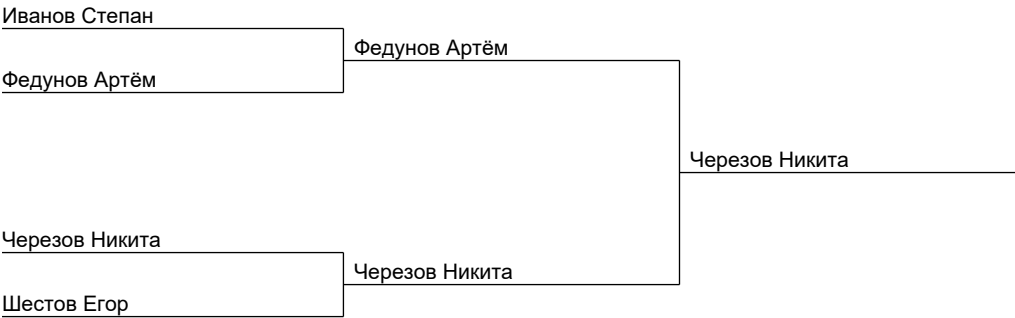 Иванов Степан
Федунов Артём
Федунов Артём
Черезов Никита
Черезов Никита
Черезов Никита
Шестов Егор